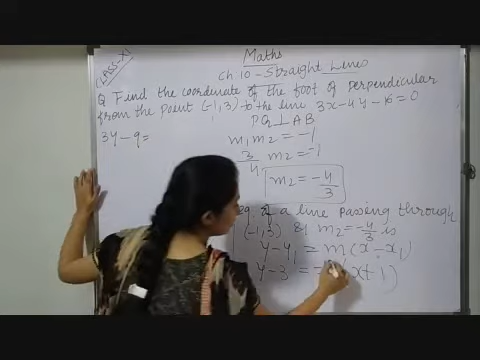 (CLASS-XI)
Maths
Ch. 10 - Straight Lines
Q Find the coordinate of the foot of perpendicular
from the point (-1, 3) to the line 3x-4y-16=0
PQ ⊥ AB
3y-9=
m₁m₂ = -1
3/4 m₂ = -1
m₂ = -4/3
eq. of a line passing through
(-1,3) & m₂ = -4/3 is
y-y₁ = m(x-x₁)
y-3 = - (x+1)